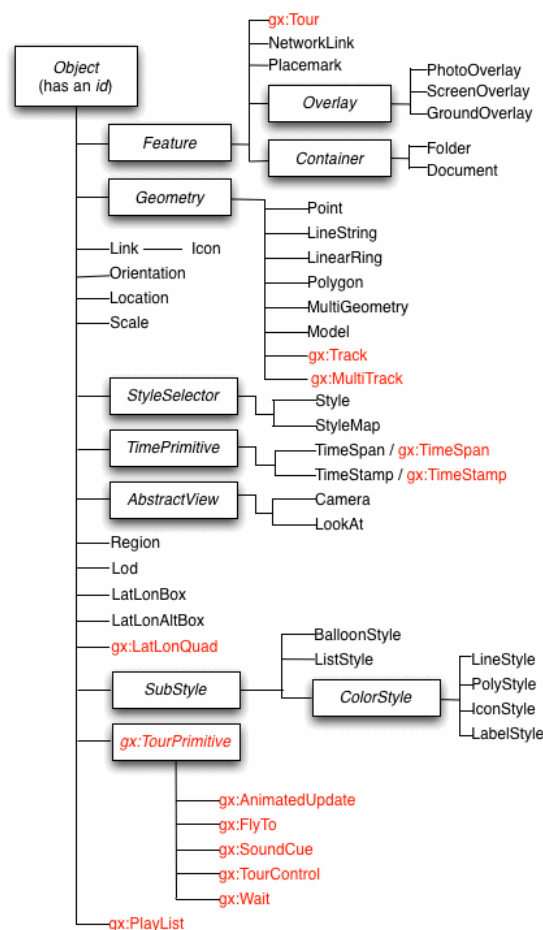 gx:Tour
NetworkLink
Placemark
Object
(has an id)
Overlay
PhotoOverlay
ScreenOverlay
GroundOverlay
Feature
Container
Folder
Document
Geometry
Point
LineString
LinearRing
Polygon
MultiGeometry
Model
gx:Track
gx:MultiTrack
Link Icon
Orientation
Location
Scale
StyleSelector
Style
StyleMap
TimePrimitive
TimeSpan / gx:TimeSpan
TimeStamp / gx:TimeStamp
AbstractView
Camera
LookAt
Region
Lod
LatLonBox
LatLonAltBox
gx:LatLonQuad
SubStyle
BalloonStyle
ListStyle
ColorStyle
LineStyle
PolyStyle
IconStyle
LabelStyle
gx:TourPrimitive
gx:AnimatedUpdate
gx:FlyTo
gx:SoundCue
gx:TourControl
gx:Wait
gx:PlayList